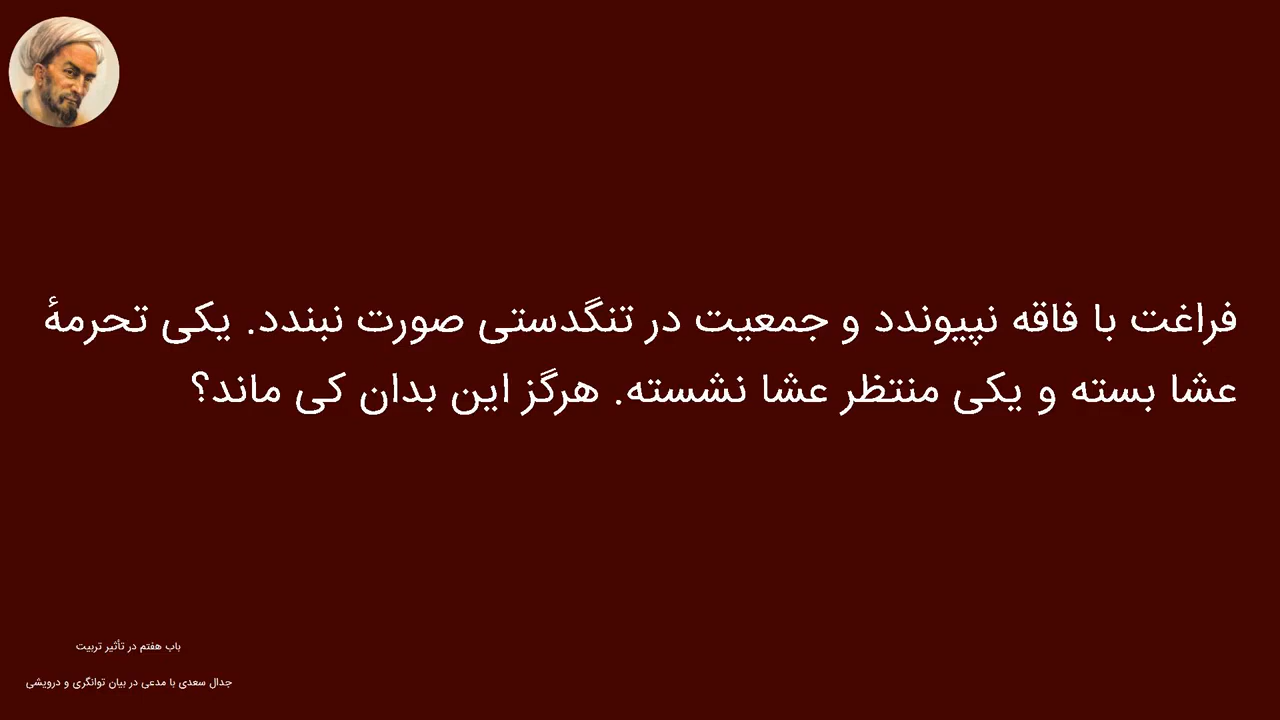 فراغت با فاقه نپیوندد و جمعیت در تنگدستی صورت نبندد. یکی تحرمهٔ
عشا بسته و یکی منتظر عشا نشسته. هرگز این بدان کی ماند؟
باب هفتم در تأثیر تربیت
جدال سعدی با مدعی در بیان توانگری و درویشی